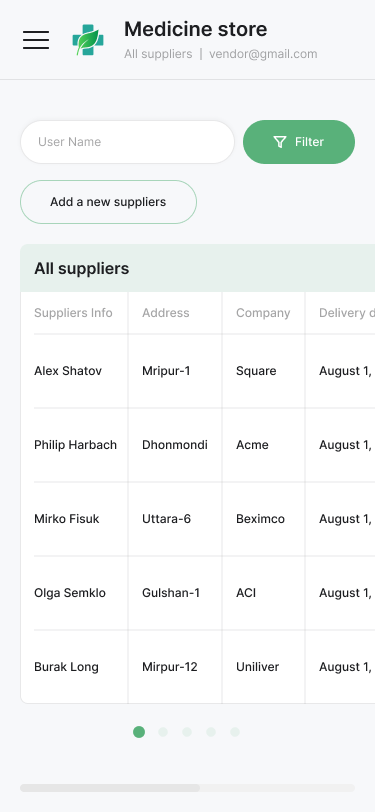 Medicine store
All suppliers | vendor@gmail.com
User Name
Filter
Add a new suppliers
All suppliers
Suppliers Info Address Company Delivery d
Alex Shatov Mripur-1 Square August 1,
Philip Harbach Dhonmondi Acme August 1,
Mirko Fisuk Uttara-6 Beximco August 1,
Olga Semklo Gulshan-1 ACI August 1,
Burak Long Mirpur-12 Uniliver August 1,